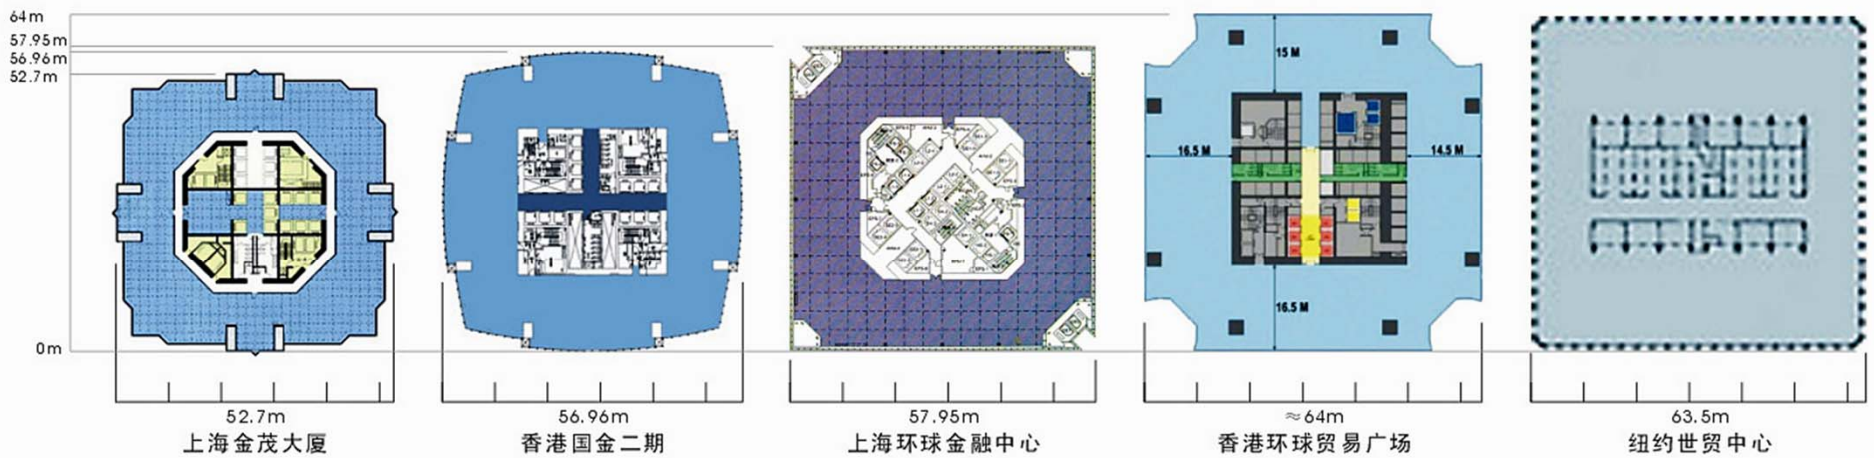 64m
57.95m
56.96m
52.7m
0m
15 M
16.5 M
14.5 M
16.5 M
52.7m
56.96m
57.95m
≈64m
63.5m
上海金茂大厦
香港国金二期
上海环球金融中心
香港环球贸易广场
纽约世贸中心